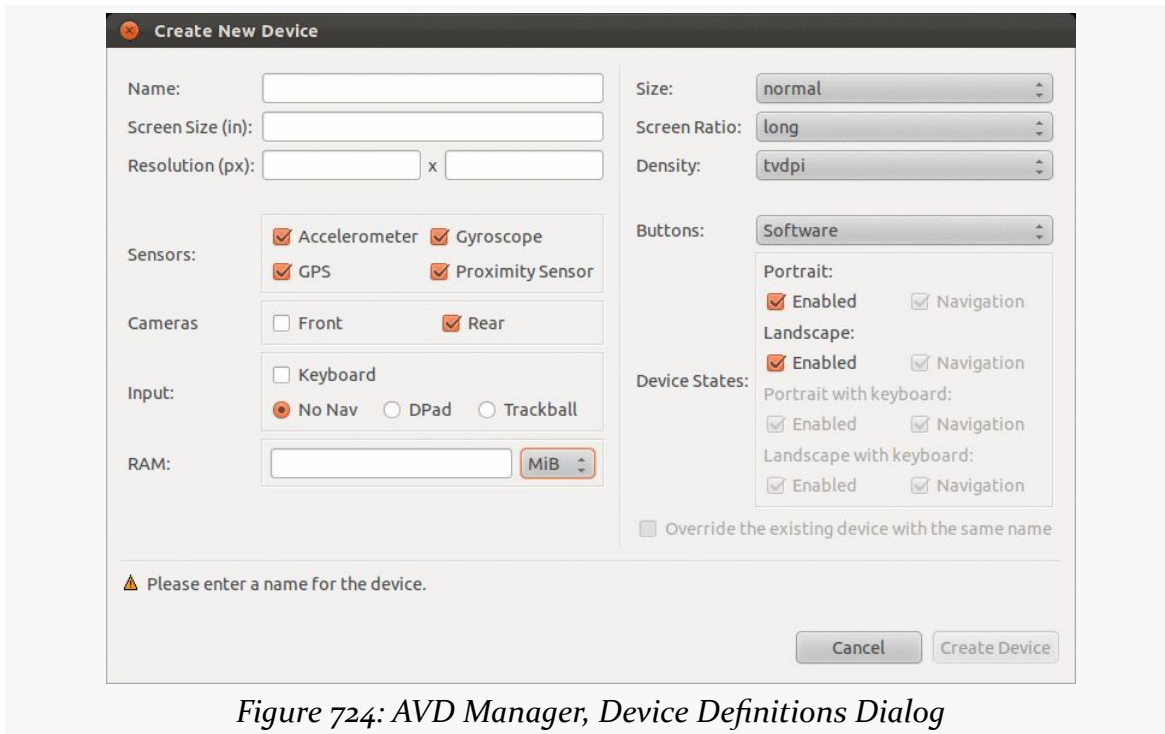 Create New Device
Name:
Screen Size (in):
Resolution (px): x
Sensors:
Accelerometer Gyroscope
GPS Proximity Sensor
Cameras
Front Rear
Input:
Keyboard
No Nav DPad Trackball
RAM:
MiB
Size: normal
Screen Ratio: long
Density: tvdpi
Buttons: Software
Device States:
Portrait:
Enabled Navigation
Landscape:
Enabled Navigation
Portrait with keyboard:
Enabled Navigation
Landscape with keyboard:
Enabled Navigation
Override the existing device with the same name
Please enter a name for the device.
Cancel Create Device
Figure 724: AVD Manager, Device Definitions Dialog